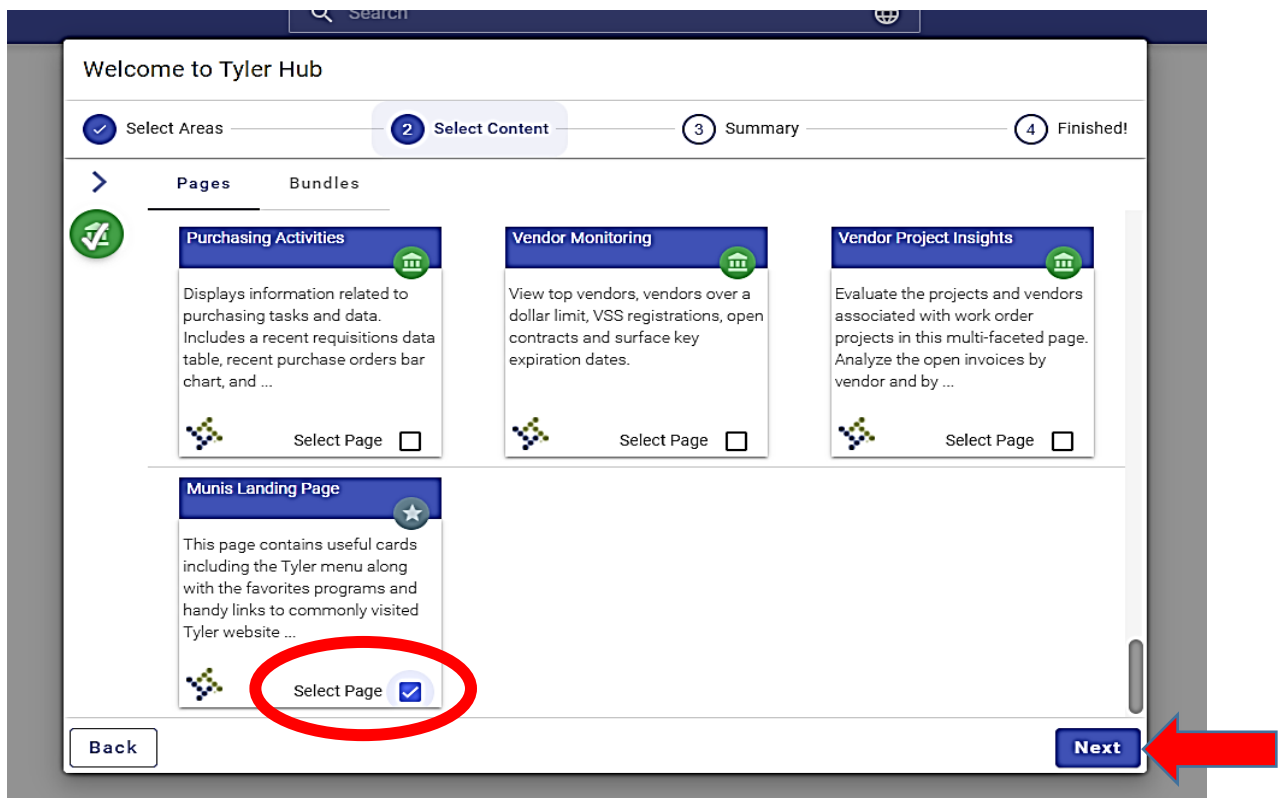 Search
Welcome to Tyler Hub
Select Areas
2 Select Content
3 Summary
4 Finished!
Pages Bundles
Purchasing Activities
Displays information related to
purchasing tasks and data.
Includes a recent requisitions data
table, recent purchase orders bar
chart, and ...
Select Page
Vendor Monitoring
View top vendors, vendors over a
dollar limit, VSS registrations, open
contracts and surface key
expiration dates.
Select Page
Vendor Project Insights
Evaluate the projects and vendors
associated with work order
projects in this multi-faceted page.
Analyze the open invoices by
vendor and by ...
Select Page
Munis Landing Page
This page contains useful cards
including the Tyler menu along
with the favorites programs and
handy links to commonly visited
Tyler website ...
Select Page
Back
Next